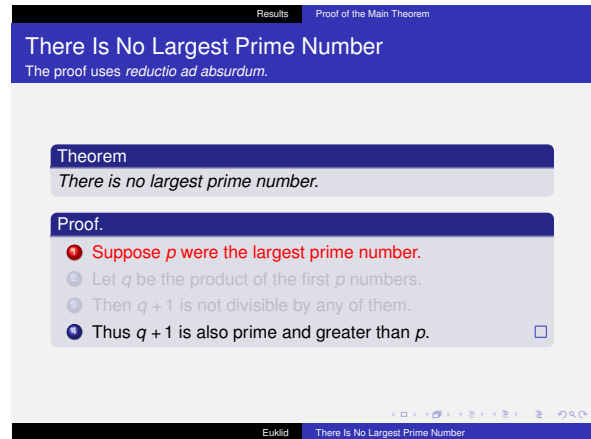 Results Proof of the Main Theorem
There Is No Largest Prime Number
The proof uses reductio ad absurdum.
Theorem
There is no largest prime number.
Proof.
1 Suppose p were the largest prime number.
2 Let q be the product of the first p numbers.
3 Then q + 1 is not divisible by any of them.
4 Thus q + 1 is also prime and greater than p.
Euklid There Is No Largest Prime Number